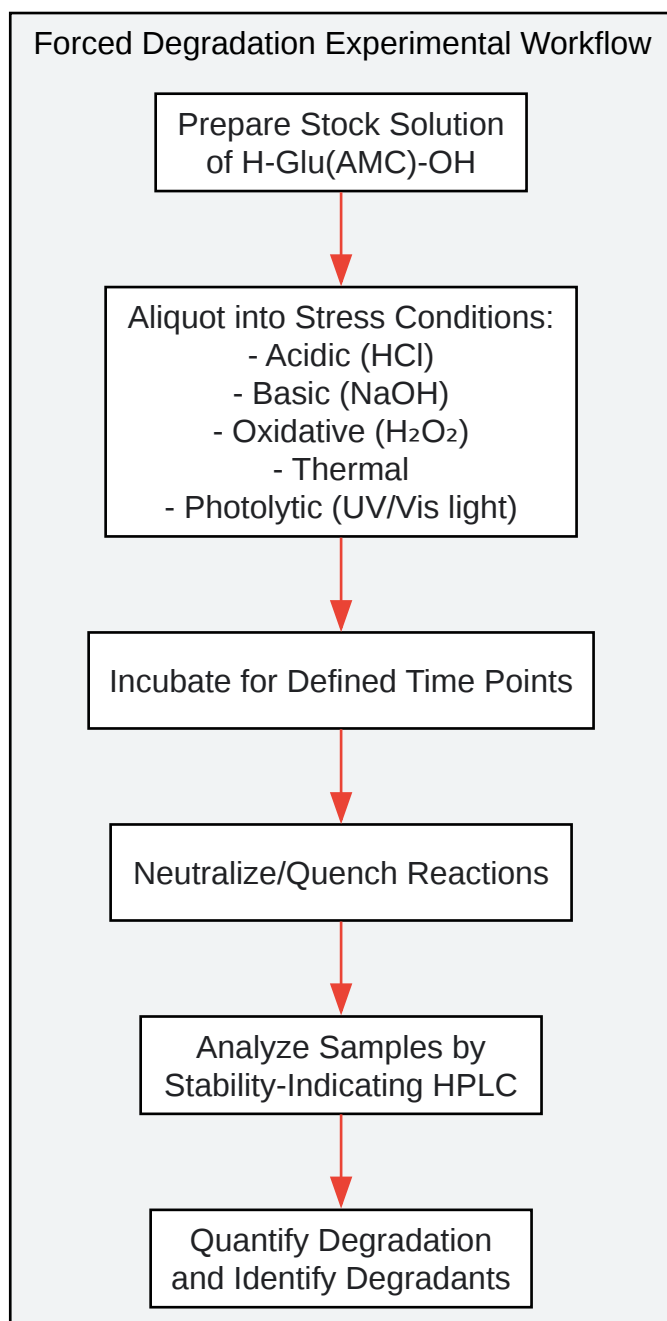 Forced Degradation Experimental Workflow
Prepare Stock Solution
of H-Glu(AMC)-OH
Aliquot into Stress Conditions:
- Acidic (HCl)
- Basic (NaOH)
- Oxidative (H₂O₂)
- Thermal
- Photolytic (UV/Vis light)
Incubate for Defined Time Points
Neutralize/Quench Reactions
Analyze Samples by
Stability-Indicating HPLC
Quantify Degradation
and Identify Degradants